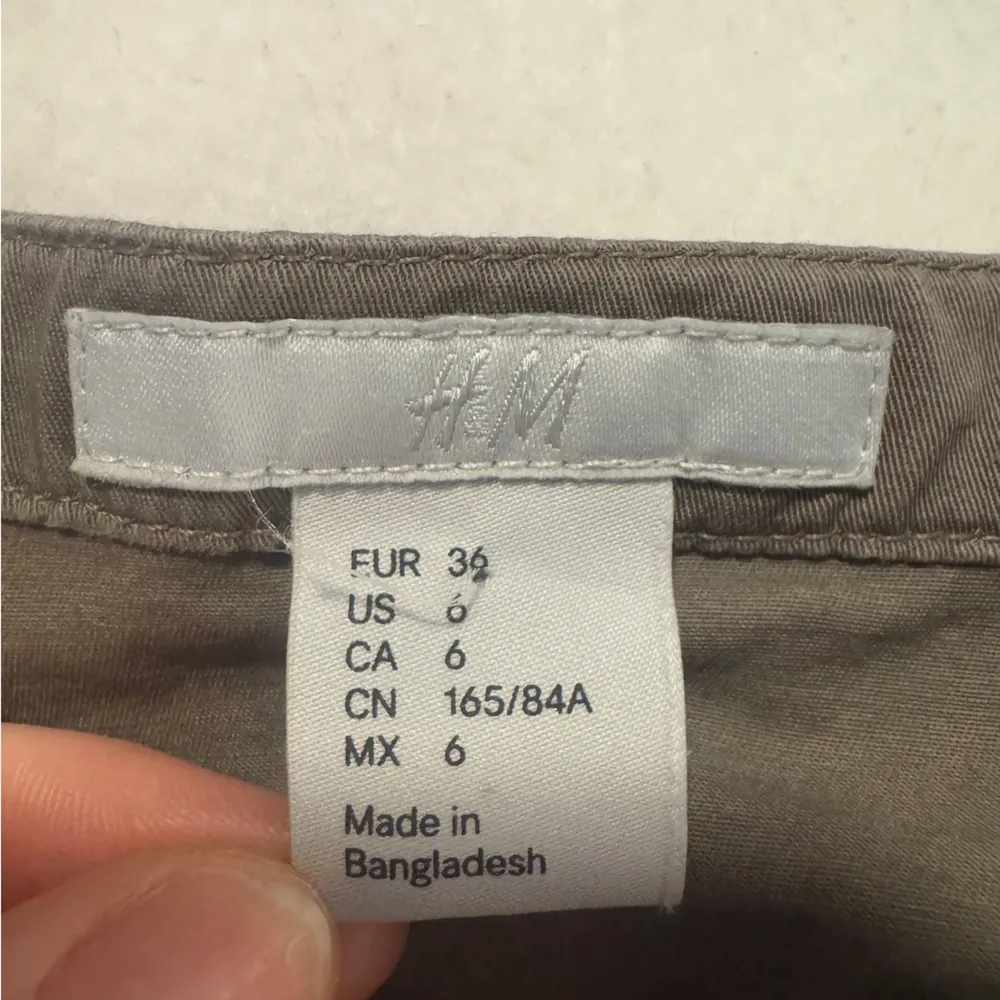 H&M
EUR 36
US 6
CA 6
CN 165/84A
MX 6
Made in
Bangladesh